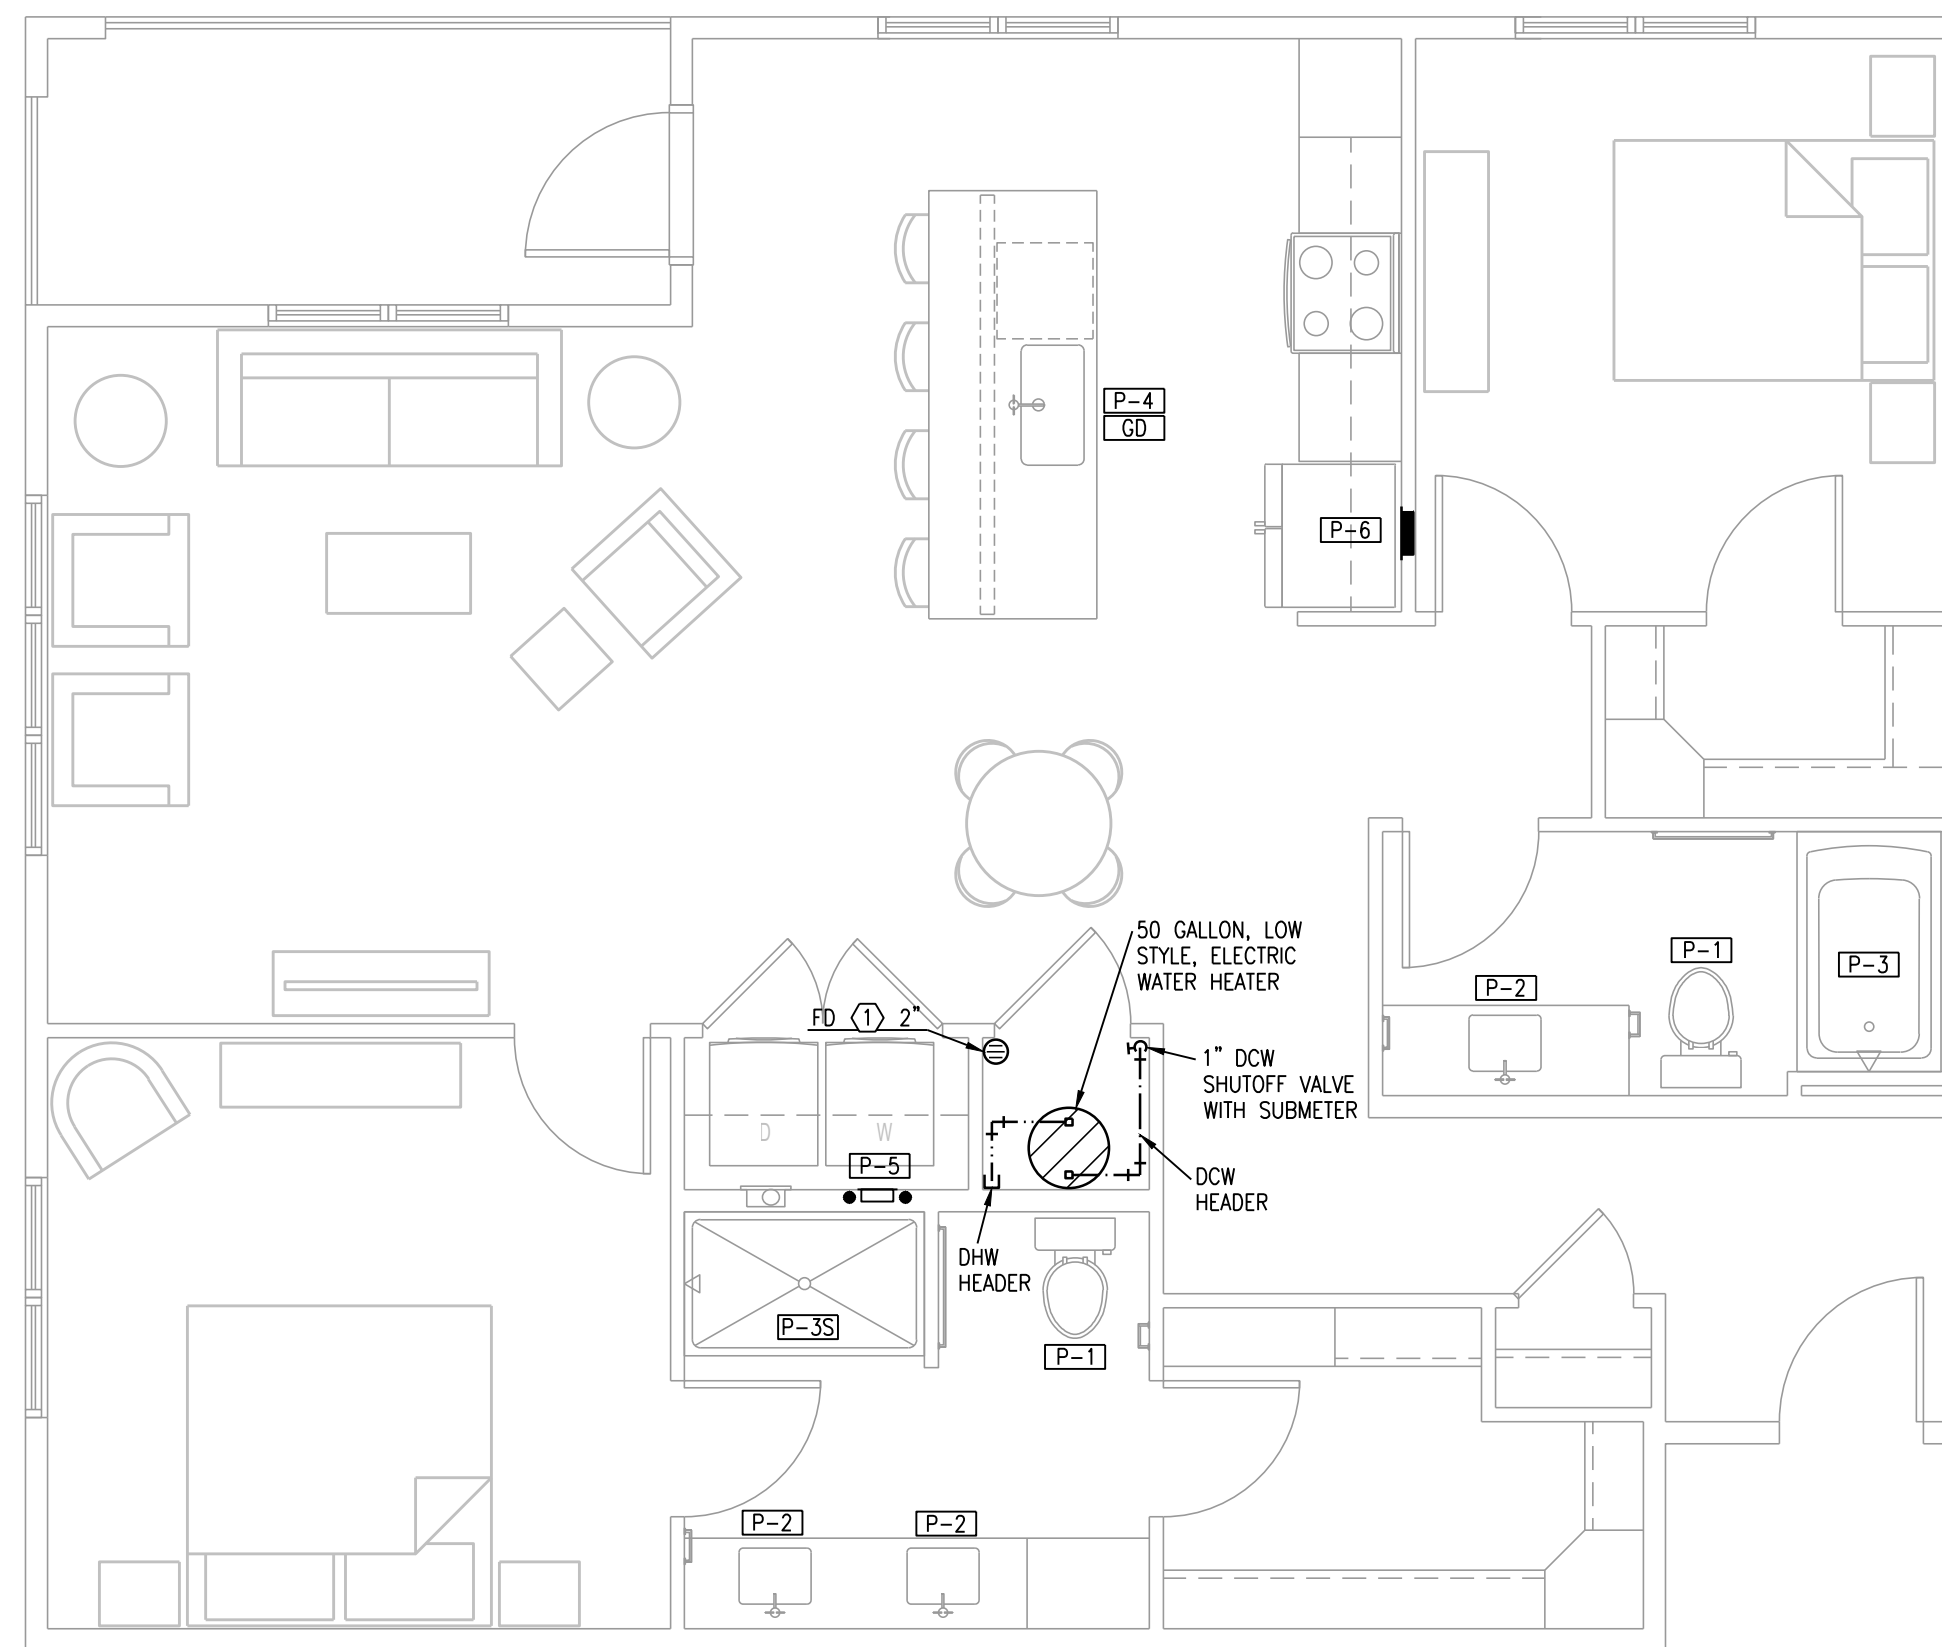 P-4
GD
P-6
50 GALLON, LOW
STYLE, ELECTRIC
WATER HEATER
P-1
P-3
P-2
FD 1 2"
1" DCW
SHUTOFF VALVE
WITH SUBMETER
D
W
P-5
DCW
HEADER
DHW
HEADER
P-3S
P-1
P-2
P-2